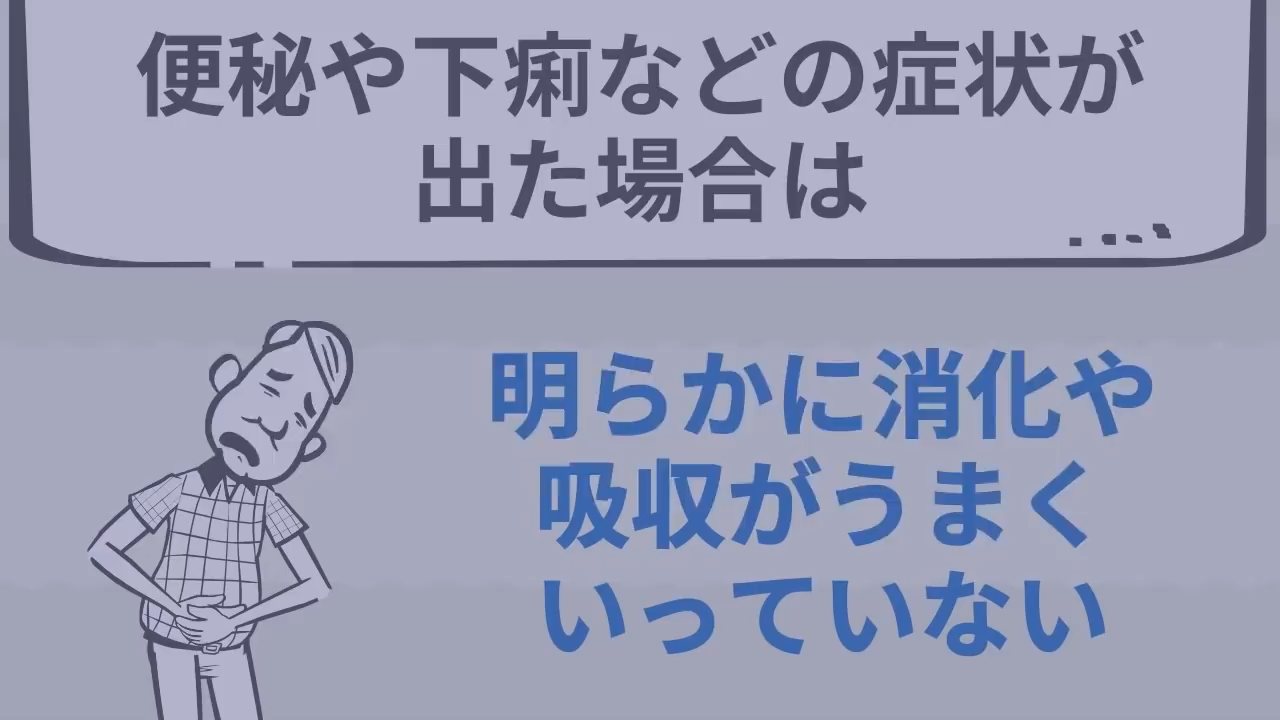 便秘や下痢などの症状が
出た場合は
明らかに消化や
吸収がうまく
いっていない